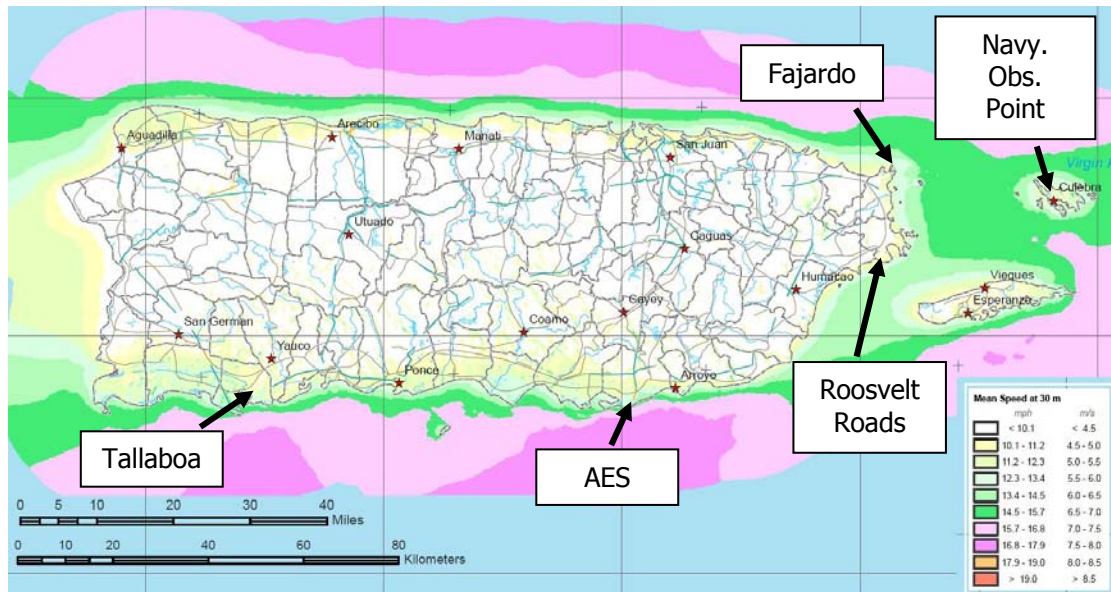 Navy.
Obs.
Point
Fajardo
Aguadilla
Arecibo
Manati
San Juan
Culebra
Utuado
Caguas
Humacao
Vieques
Esperanza
Cayey
Coamo
San German
Yauco
Ponce
Arroyo
Roosvelt
Roads
Tallaboa
AES
Mean Speed at 30 m
mph m/s
< 10.1 < 4.5
10.1 - 11.2 4.5 - 5.0
11.2 - 12.3 5.0 - 5.5
12.3 - 13.4 5.5 - 6.0
13.4 - 14.5 6.0 - 6.5
14.5 - 15.7 6.5 - 7.0
15.7 - 16.8 7.0 - 7.5
16.8 - 17.9 7.5 - 8.0
17.9 - 19.0 8.0 - 8.5
> 19.0 > 8.5
0 5 10 20 30 40
Miles
0 10 20 40 60 80
Kilometers